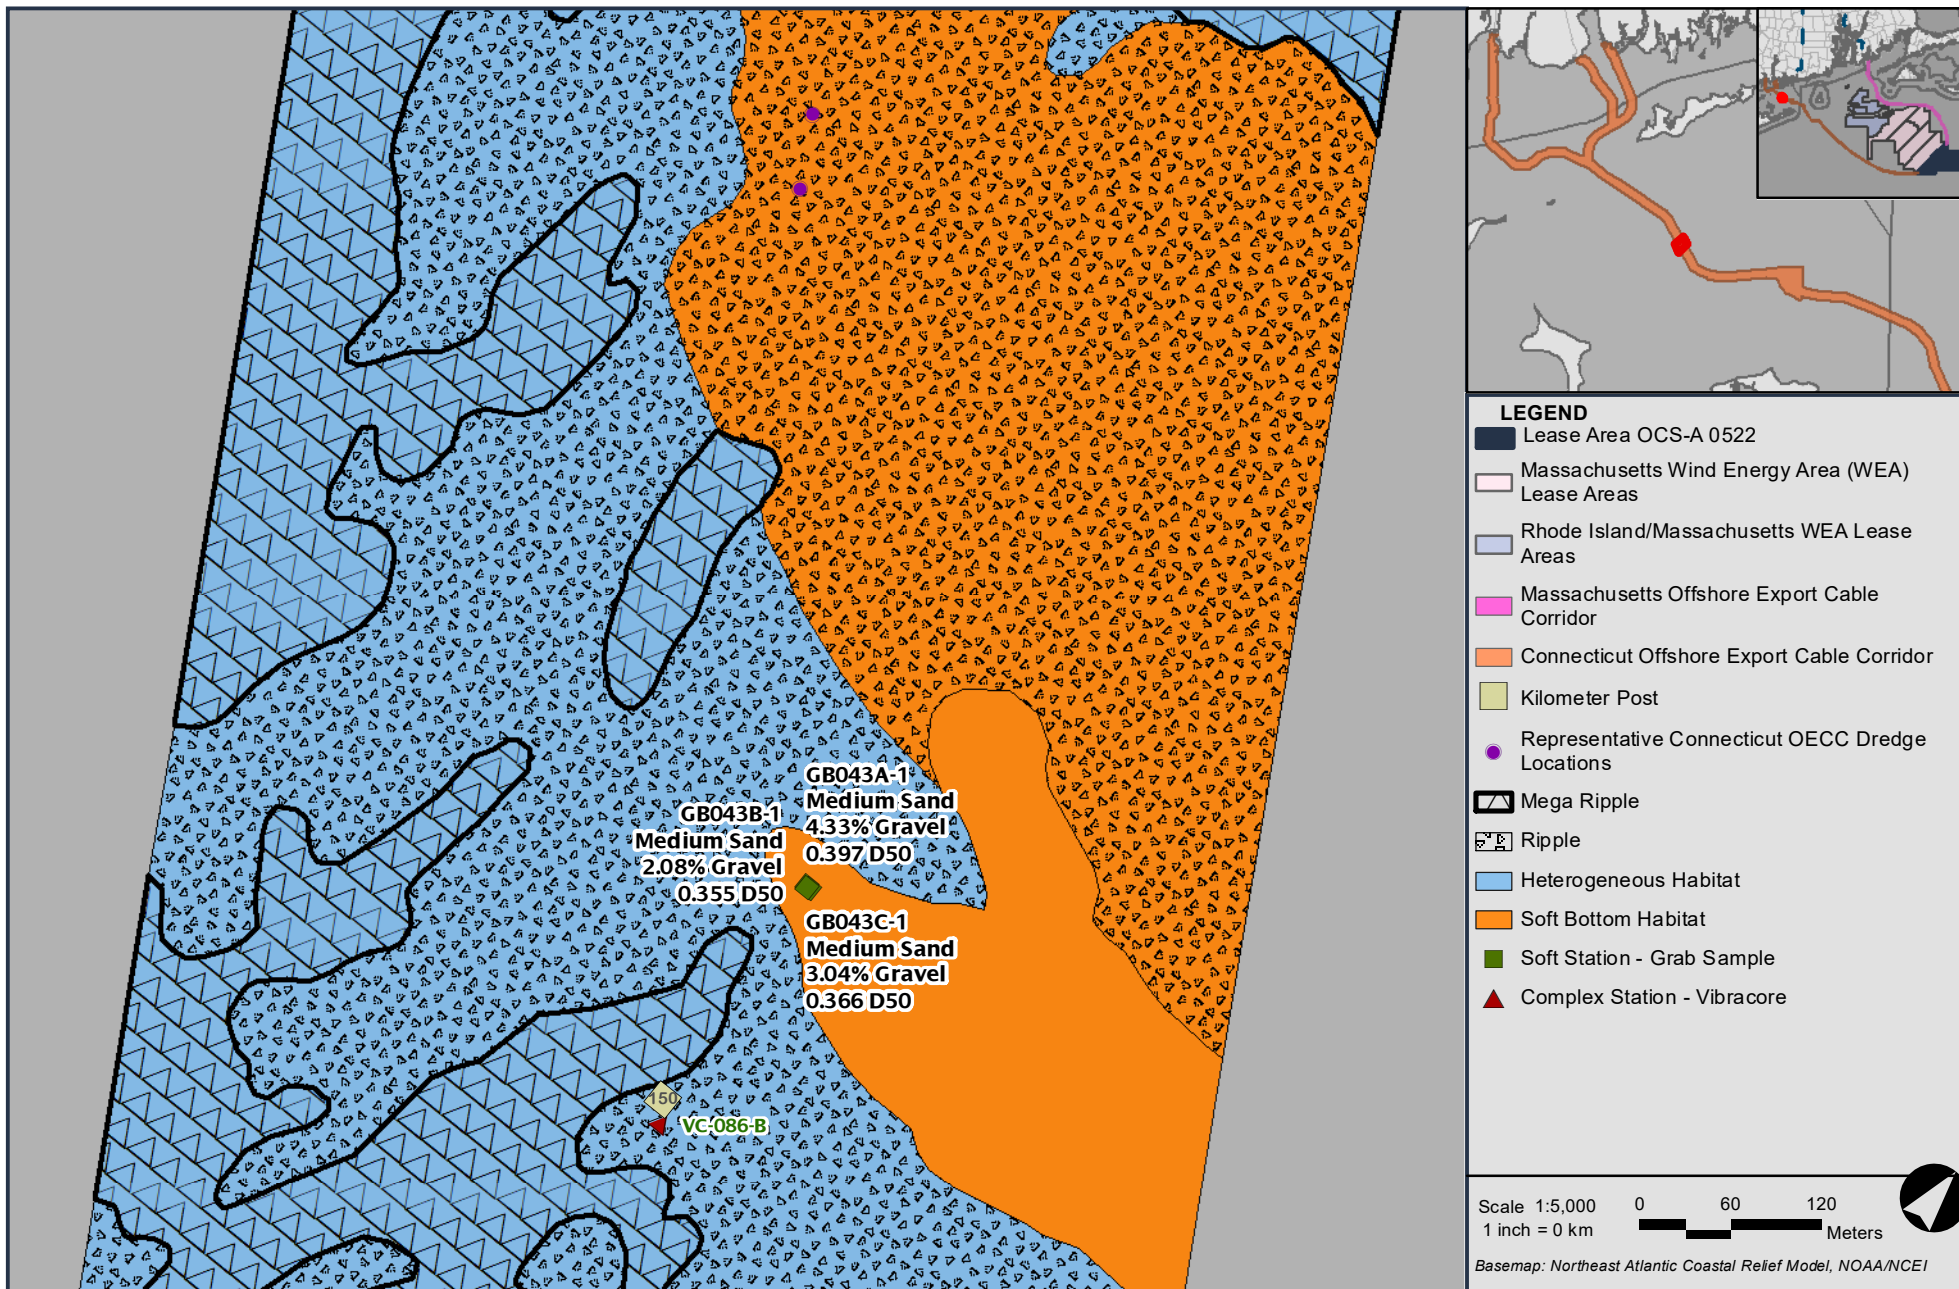 GB043A-1
Medium Sand
4.33% Gravel
0.397 D50
GB043B-1
Medium Sand
2.08% Gravel
0.355 D50
GB043C-1
Medium Sand
3.04% Gravel
0.366 D50
150
VC-086-B
LEGEND
Lease Area OCS-A 0522
Massachusetts Wind Energy Area (WEA)
Lease Areas
Rhode Island/Massachusetts WEA Lease
Areas
Massachusetts Offshore Export Cable
Corridor
Connecticut Offshore Export Cable Corridor
Kilometer Post
Representative Connecticut OECC Dredge
Locations
Mega Ripple
Ripple
Heterogeneous Habitat
Soft Bottom Habitat
Soft Station - Grab Sample
Complex Station - Vibracore
Scale 1:5,000
1 inch = 0 km
0 60 120
Meters
Basemap: Northeast Atlantic Coastal Relief Model, NOAA/NCEI